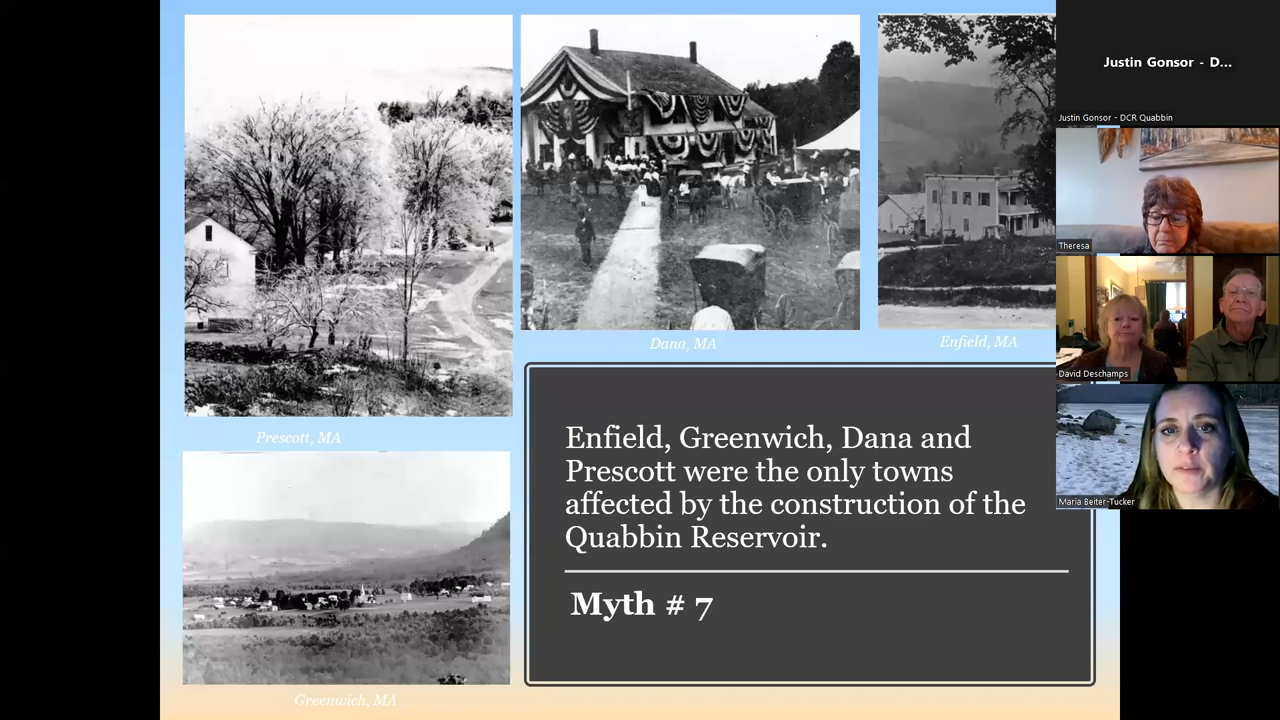 Dana, MA
Enfield, MA
Prescott, MA
Greenwich, MA
Enfield, Greenwich, Dana and
Prescott were the only towns
affected by the construction of the
Quabbin Reservoir.
Myth # 7
Justin Gonsor - D...
Justin Gonsor - DCR Quabbin
Theresa
David Deschamps
Maria Beiter-Tucker